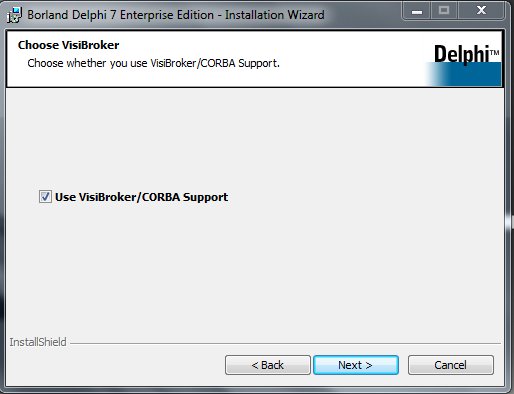 Borland Delphi 7 Enterprise Edition - Installation Wizard
Choose VisiBroker
Choose whether you use VisiBroker/CORBA Support.
Delphi™
Use VisiBroker/CORBA Support
InstallShield
< Back Next > Cancel